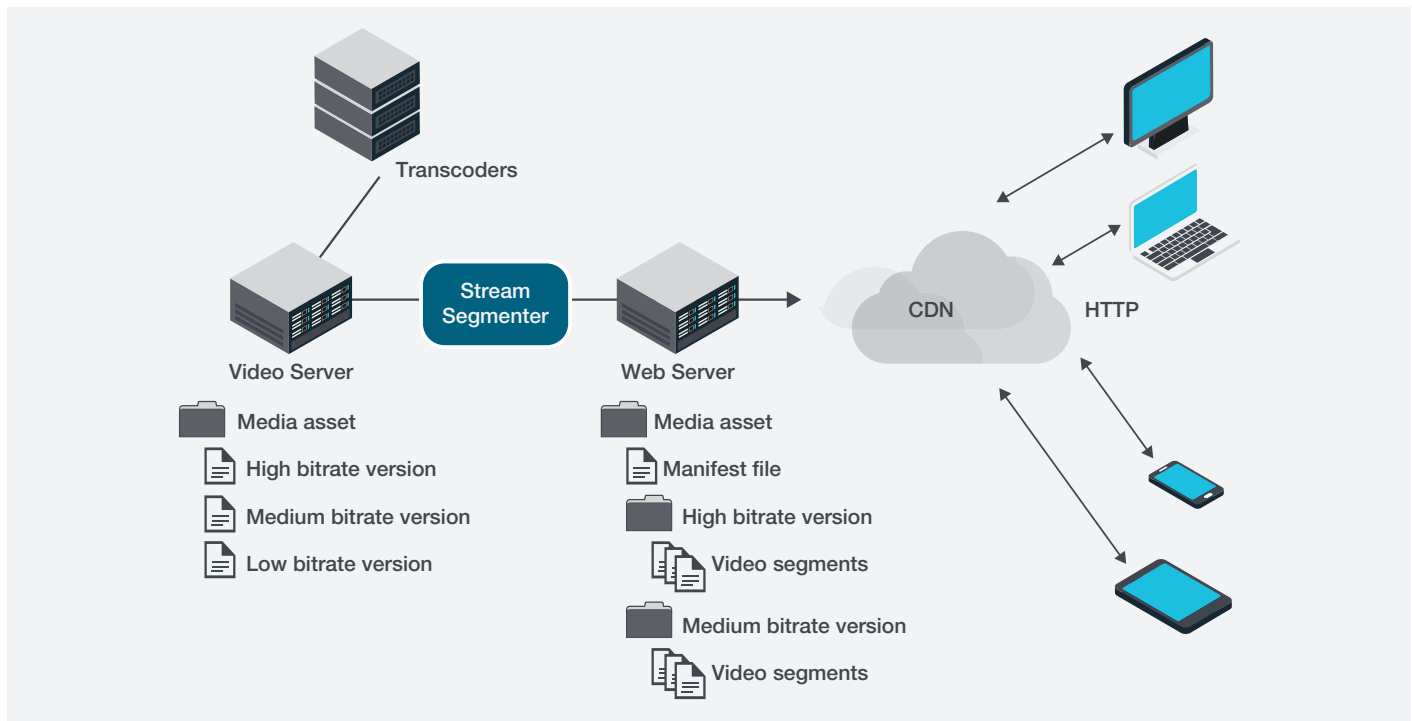 Transcoders
Stream
Segmenter
CDN
HTTP
Video Server
Web Server
Media asset
High bitrate version
Medium bitrate version
Low bitrate version
Media asset
Manifest file
High bitrate version
Video segments
Medium bitrate version
Video segments